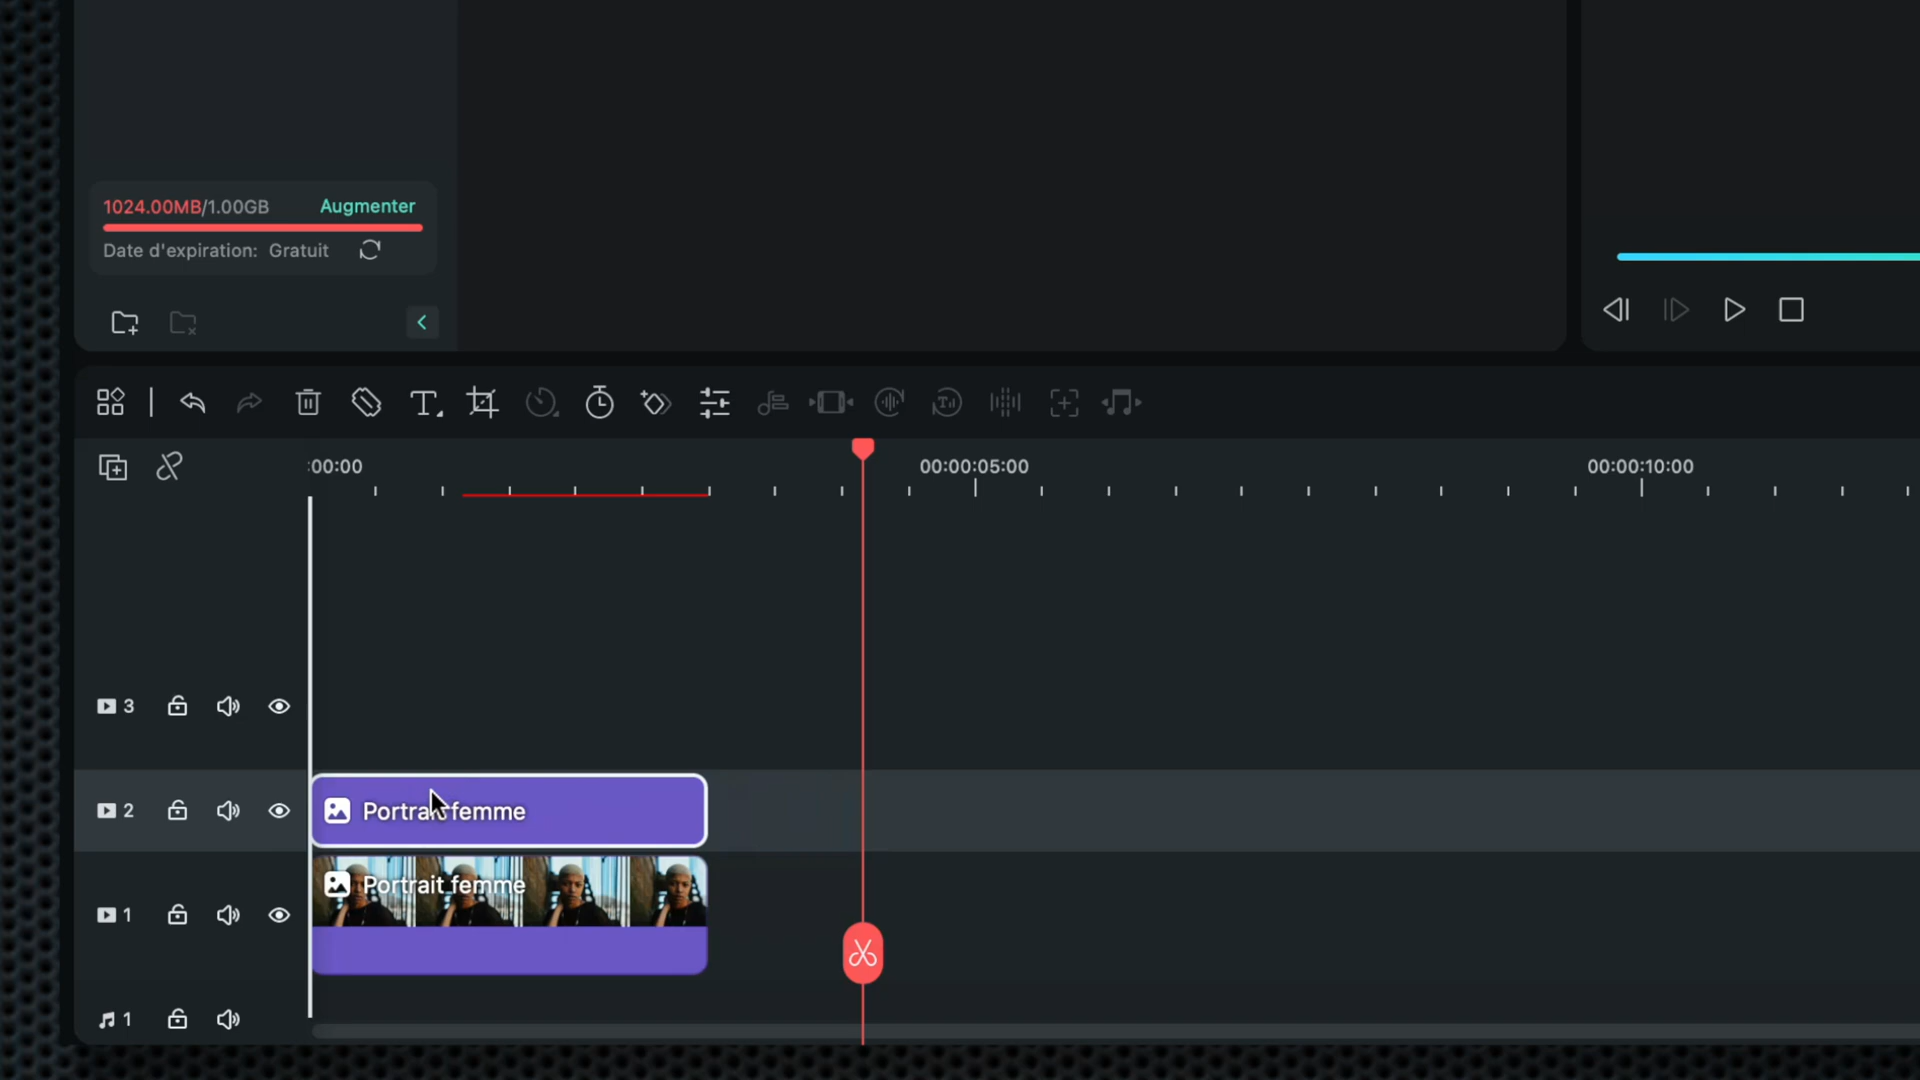 1024.00MB/1.00GB Augmenter
Date d'expiration: Gratuit
:00:00 00:00:05:00 00:00:10:00
3
2
Portrait femme
Portrait femme
1
1